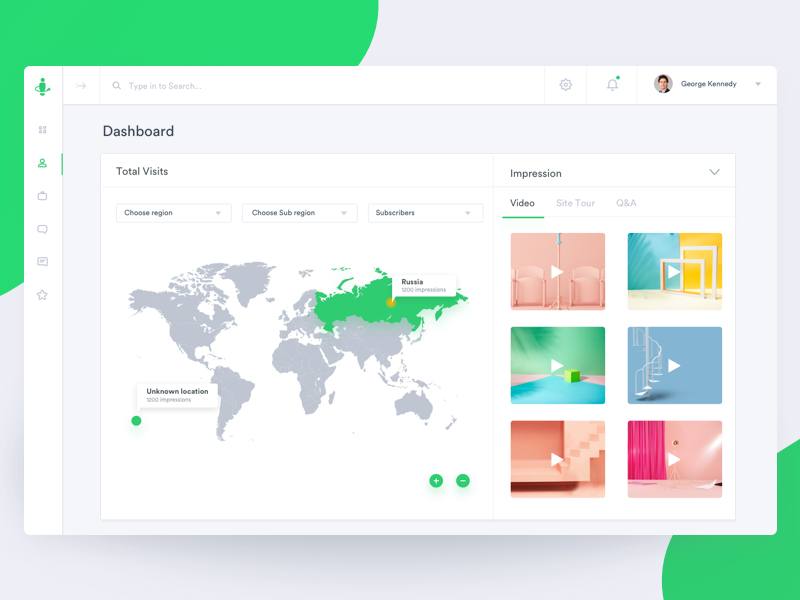 Type in to Search...
George Kennedy
Dashboard
Total Visits
Impression
Choose region
Choose Sub region
Subscribers
Video
Site Tour
Q&A
Russia
1200 impressions
Unknown location
1200 impressions